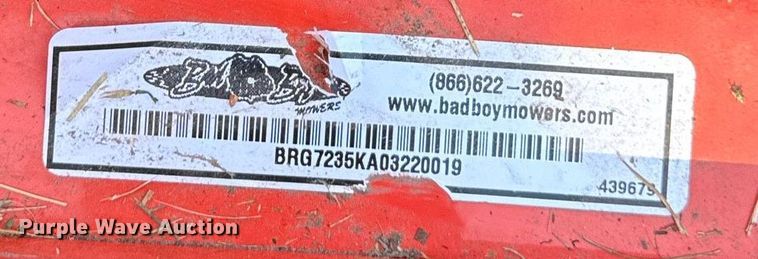 Bad Boy
MOWERS
(866)622-3269
www.badboymowers.com
BRG7235KA03220019
439679
Purple Wave Auction